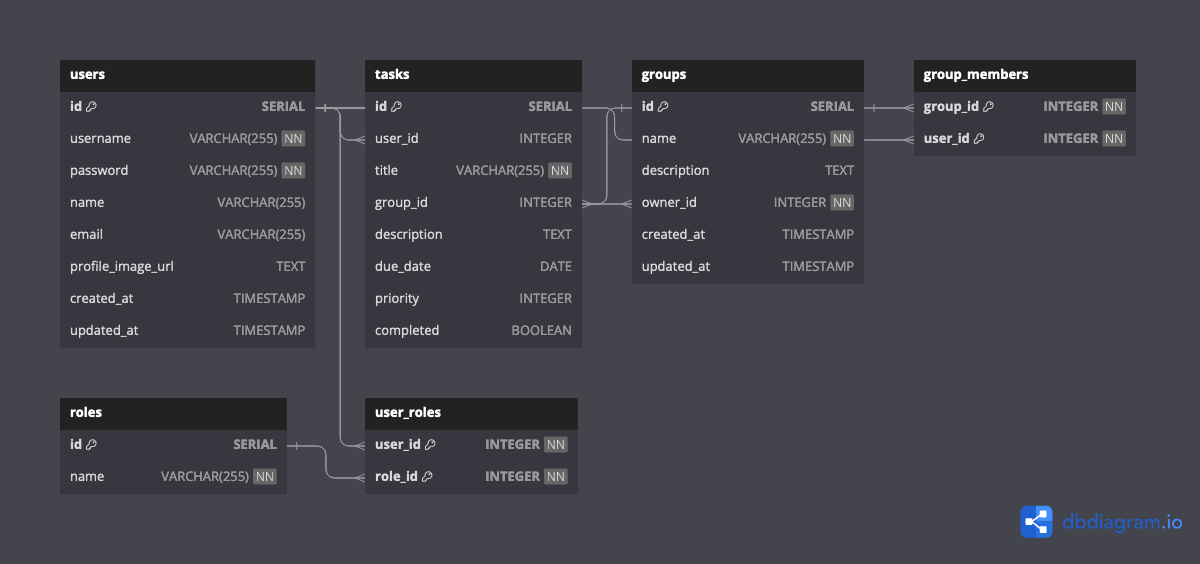 users
id SERIAL
username VARCHAR(255) NN
password VARCHAR(255) NN
name VARCHAR(255)
email VARCHAR(255)
profile_image_url TEXT
created_at TIMESTAMP
updated_at TIMESTAMP
tasks
id SERIAL
user_id INTEGER
title VARCHAR(255) NN
group_id INTEGER
description TEXT
due_date DATE
priority INTEGER
completed BOOLEAN
groups
id SERIAL
name VARCHAR(255) NN
description TEXT
owner_id INTEGER NN
created_at TIMESTAMP
updated_at TIMESTAMP
group_members
group_id INTEGER NN
user_id INTEGER NN
roles
id SERIAL
name VARCHAR(255) NN
user_roles
user_id INTEGER NN
role_id INTEGER NN
dbdiagram.io